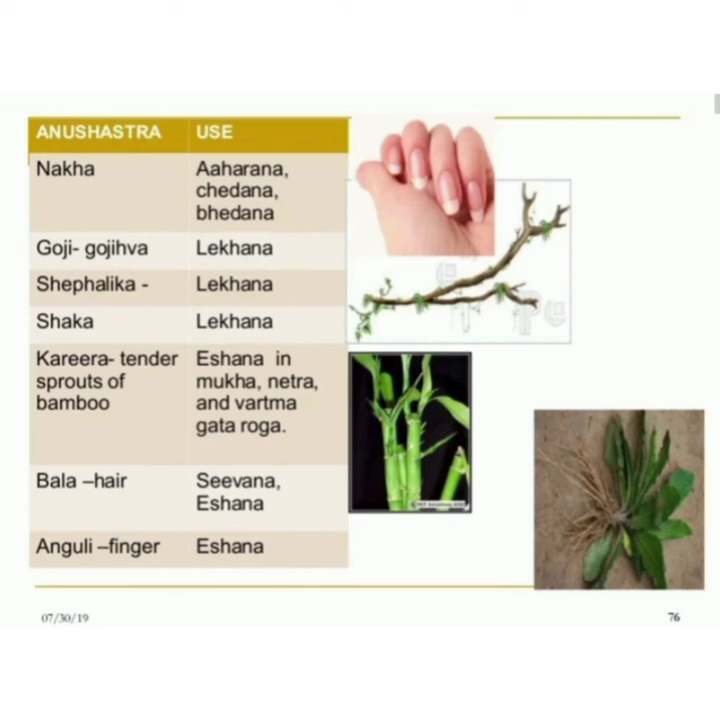 ANUSHASTRA USE
Nakha Aaharana,
chedana,
bhedana
Goji- gojihva Lekhana
Shephalika - Lekhana
Shaka Lekhana
Kareera- tender Eshana in
sprouts of mukha, netra,
bamboo and vartma
gata roga.
Bala –hair Seevana,
Eshana
Anguli –finger Eshana
07/30/19 76